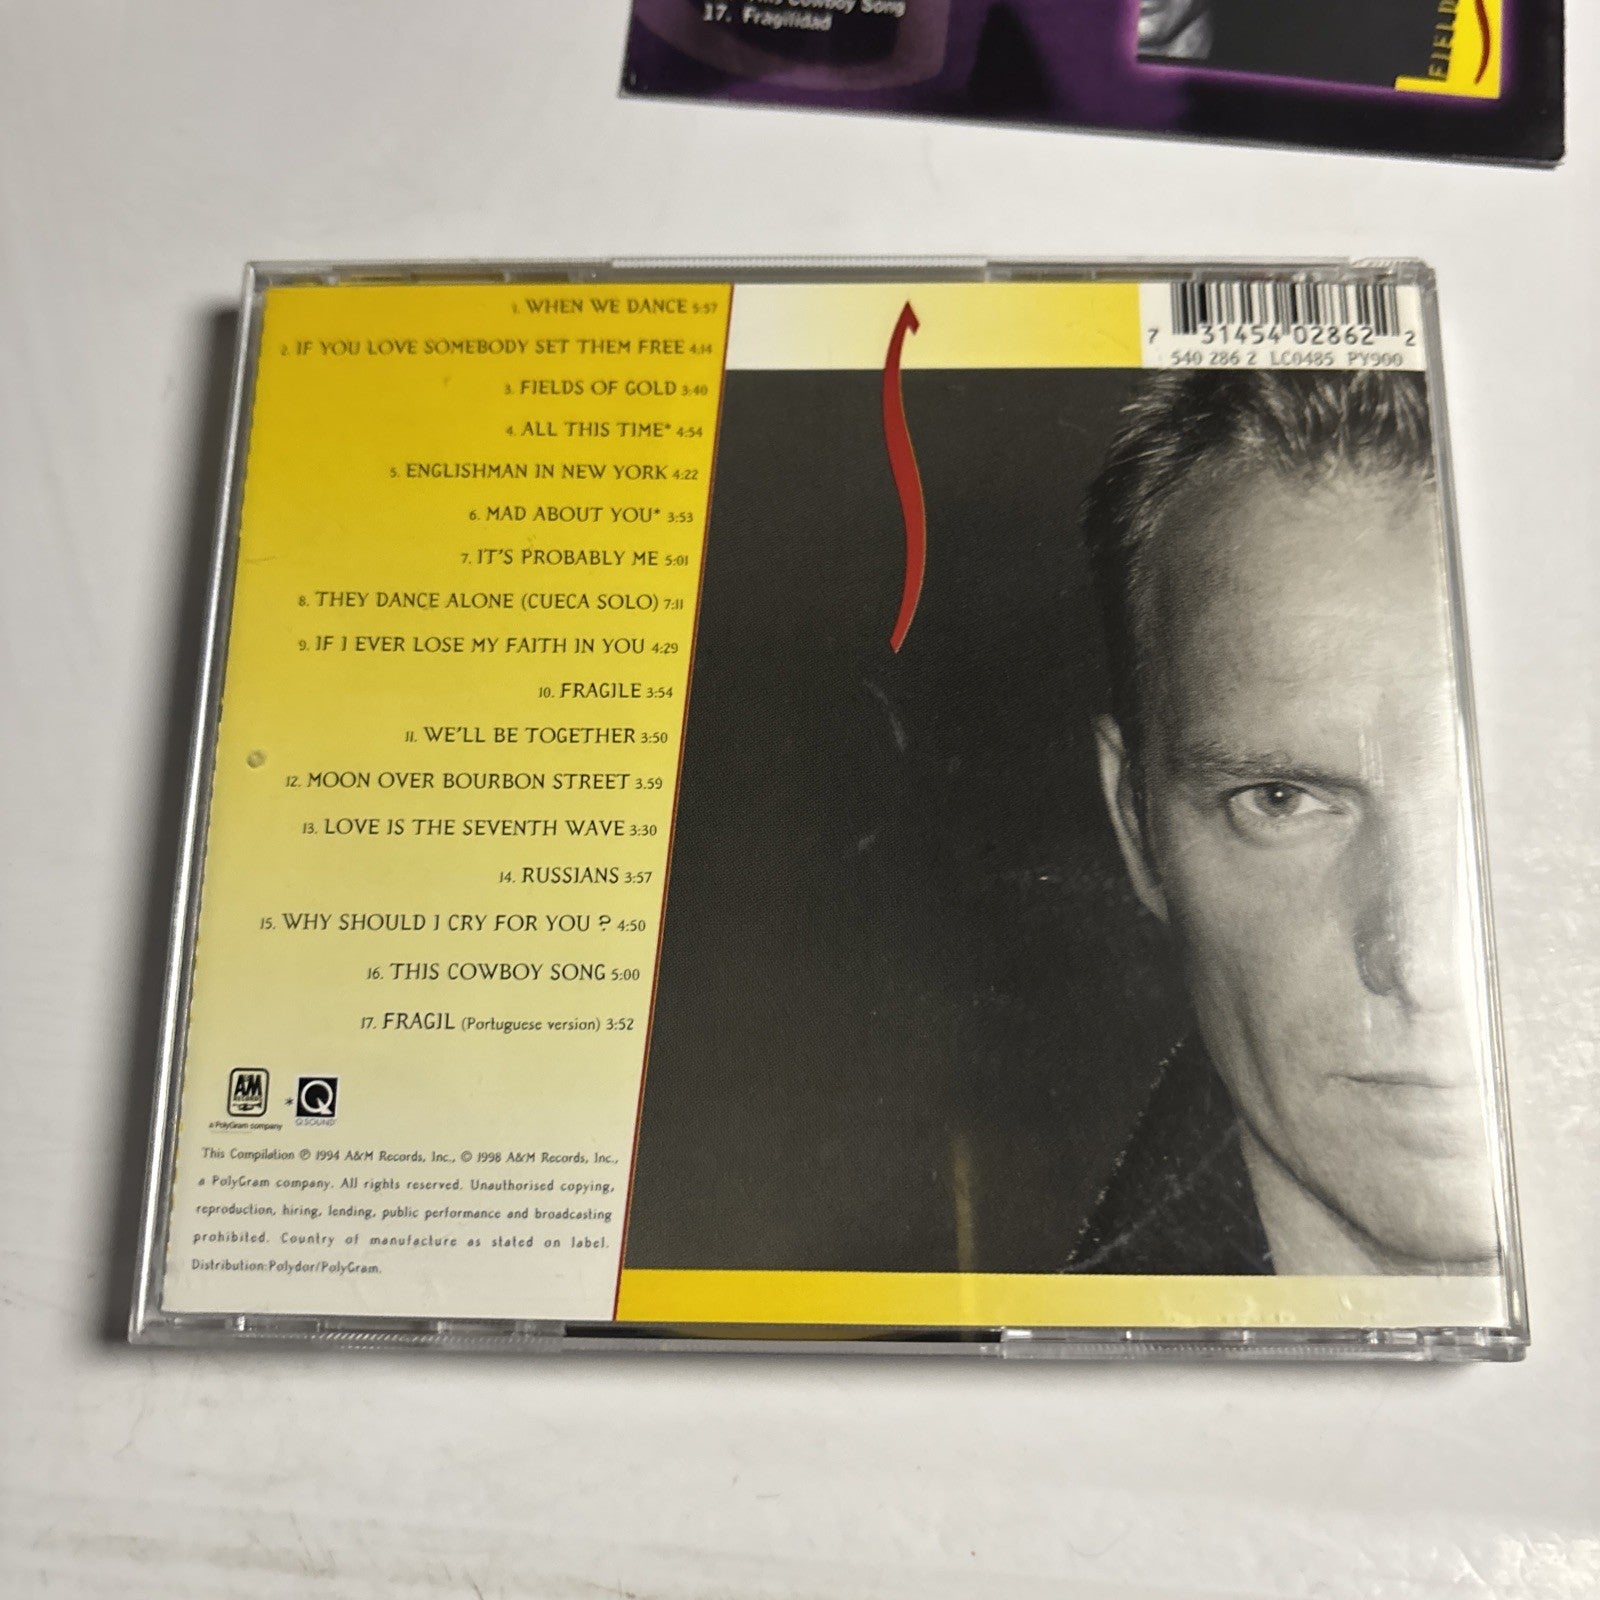 This Cowboy Song
17. Fragilidad
FIELD
1. WHEN WE DANCE 5:57
2. IF YOU LOVE SOMEBODY SET THEM FREE 4:14
3. FIELDS OF GOLD 3:40
4. ALL THIS TIME* 4:54
5. ENGLISHMAN IN NEW YORK 4:22
6. MAD ABOUT YOU* 3:53
7. IT'S PROBABLY ME 5:01
8. THEY DANCE ALONE (CUECA SOLO) 7:11
9. IF I EVER LOSE MY FAITH IN YOU 4:29
10. FRAGILE 3:54
11. WE'LL BE TOGETHER 3:50
12. MOON OVER BOURBON STREET 3.59
13. LOVE IS THE SEVENTH WAVE 3:30
14. RUSSIANS 3:57
15. WHY SHOULD I CRY FOR YOU ? 4:50
16. THIS COWBOY SONG 5:00
17. FRAGIL (Portuguese version) 3:52
7 31454 02862 2
540 286 2 LC0485 PY900
A&M
RECORDS
a PolyGram company
* Q
QSOUND
This Compilation ℗ 1994 A&M Records, Inc., © 1998 A&M Records, Inc.,
a PolyGram company. All rights reserved. Unauthorised copying,
reproduction, hiring, lending, public performance and broadcasting
prohibited. Country of manufacture as stated on label.
Distribution:Polydor/PolyGram.